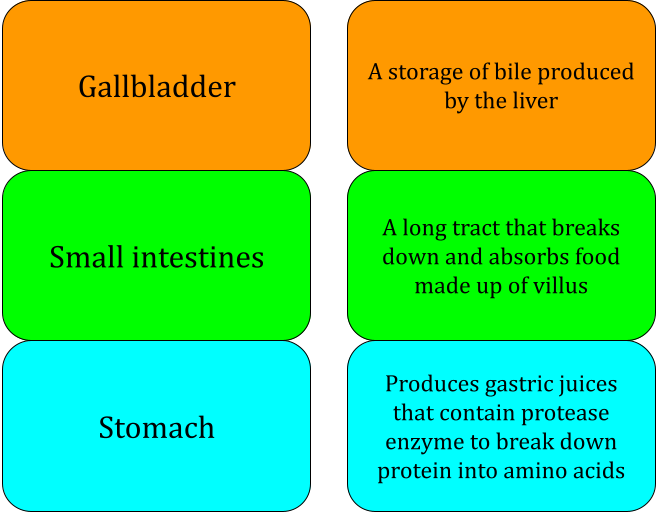 Gallbladder
A storage of bile produced
by the liver
Small intestines
A long tract that breaks
down and absorbs food
made up of villus
Stomach
Produces gastric juices
that contain protease
enzyme to break down
protein into amino acids